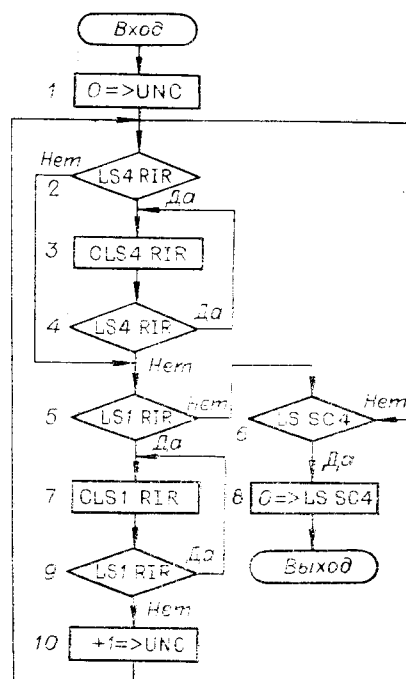 Вход
1 0=>UNC
Нет
2 LS4 RIR
Да
3 CLS4 RIR
4 LS4 RIR Да
Нет
5 LS1 RIR Нет
6 LS SC4 Нет
Да
Да
7 CLS1 RIR
8 0=>LS SC4
9 LS1 RIR Да
Выход
Нет
10 +1=>UNC